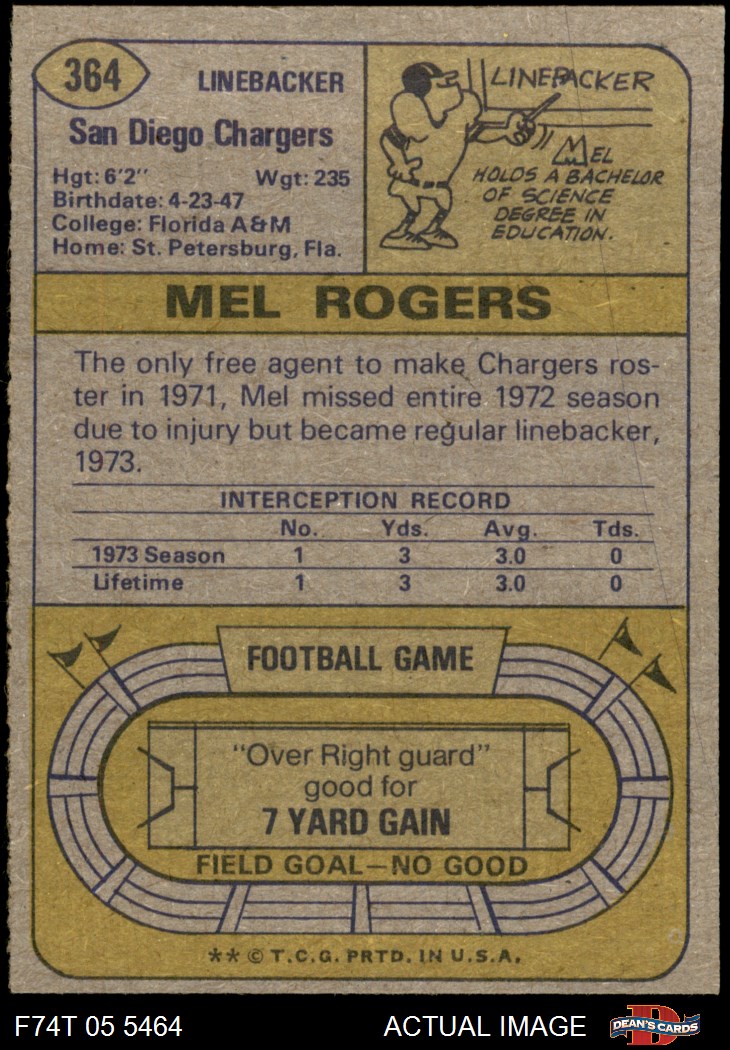 364
LINEBACKER
San Diego Chargers
Hgt: 6'2" Wgt: 235
Birthdate: 4-23-47
College: Florida A&M
Home: St. Petersburg, Fla.
LINEBACKER
MEL
HOLDS A BACHELOR
OF SCIENCE
DEGREE IN
EDUCATION.
MEL ROGERS
The only free agent to make Chargers ros-
ter in 1971, Mel missed entire 1972 season
due to injury but became regular linebacker,
1973.
INTERCEPTION RECORD
No. Yds. Avg. Tds.
1973 Season 1 3 3.0 0
Lifetime 1 3 3.0 0
FOOTBALL GAME
"Over Right guard"
good for
7 YARD GAIN
FIELD GOAL—NO GOOD
** © T.C.G. PRTD. IN U.S.A.
F74T 05 5464 ACTUAL IMAGE
D
DEAN'S CARDS